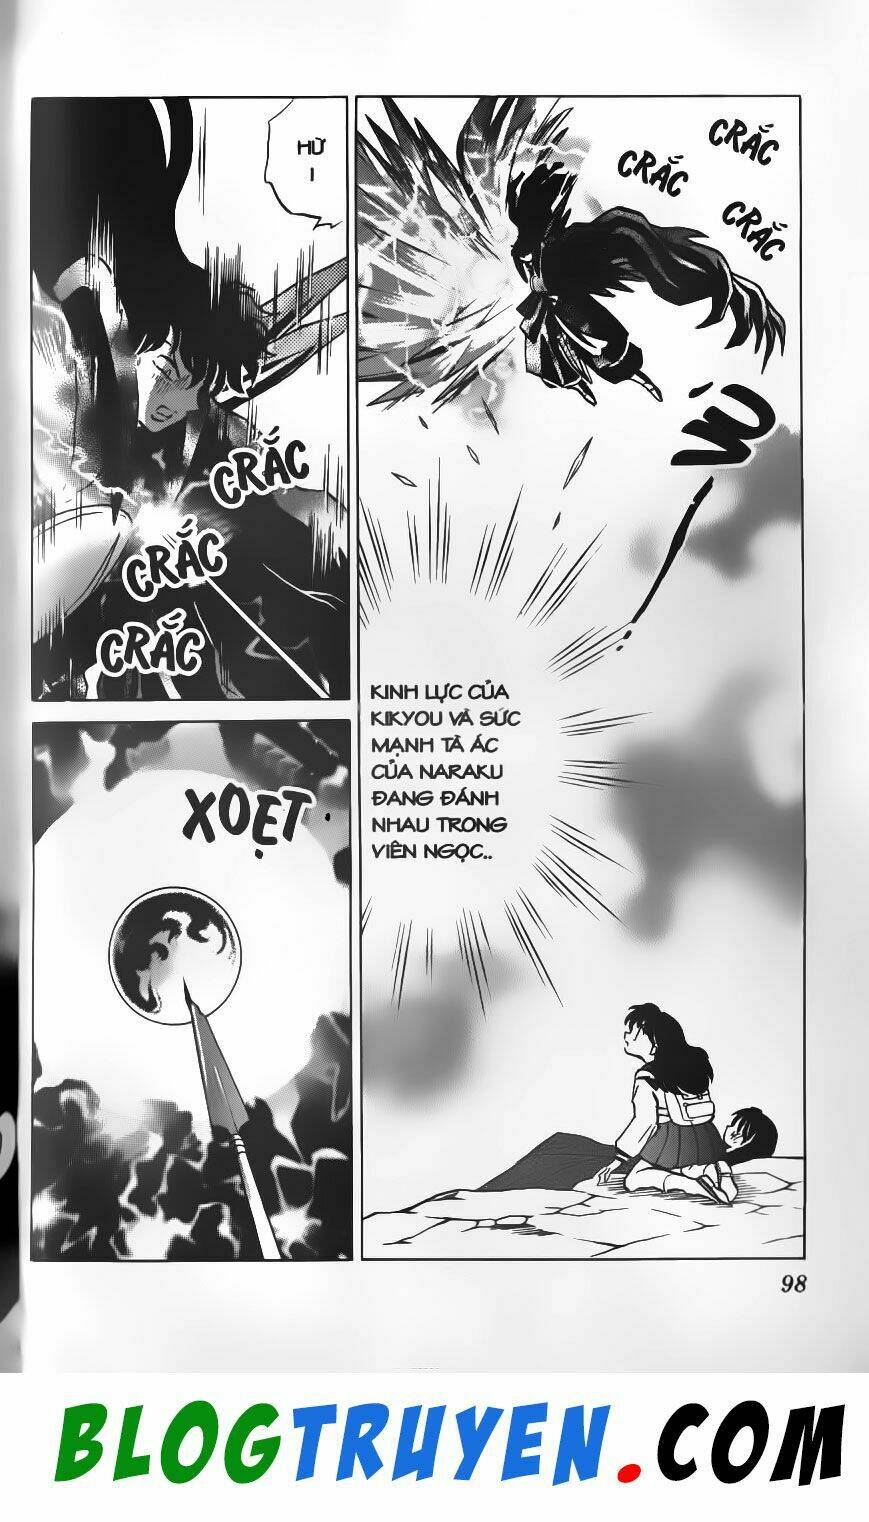 CRẮC
CRẮC
CRẮC
VÙ
KINH LỰC CỦA
KIKYOU VÀ SỨC
MẠNH TÀ ÁC
CỦA NARAKU
ĐANG ĐÁNH
NHAU TRONG
VIÊN NGỌC..
HỪ
!
CRẮC
CRẮC
CRẮC
XOẸT
98
BLOGTRUYEN.COM